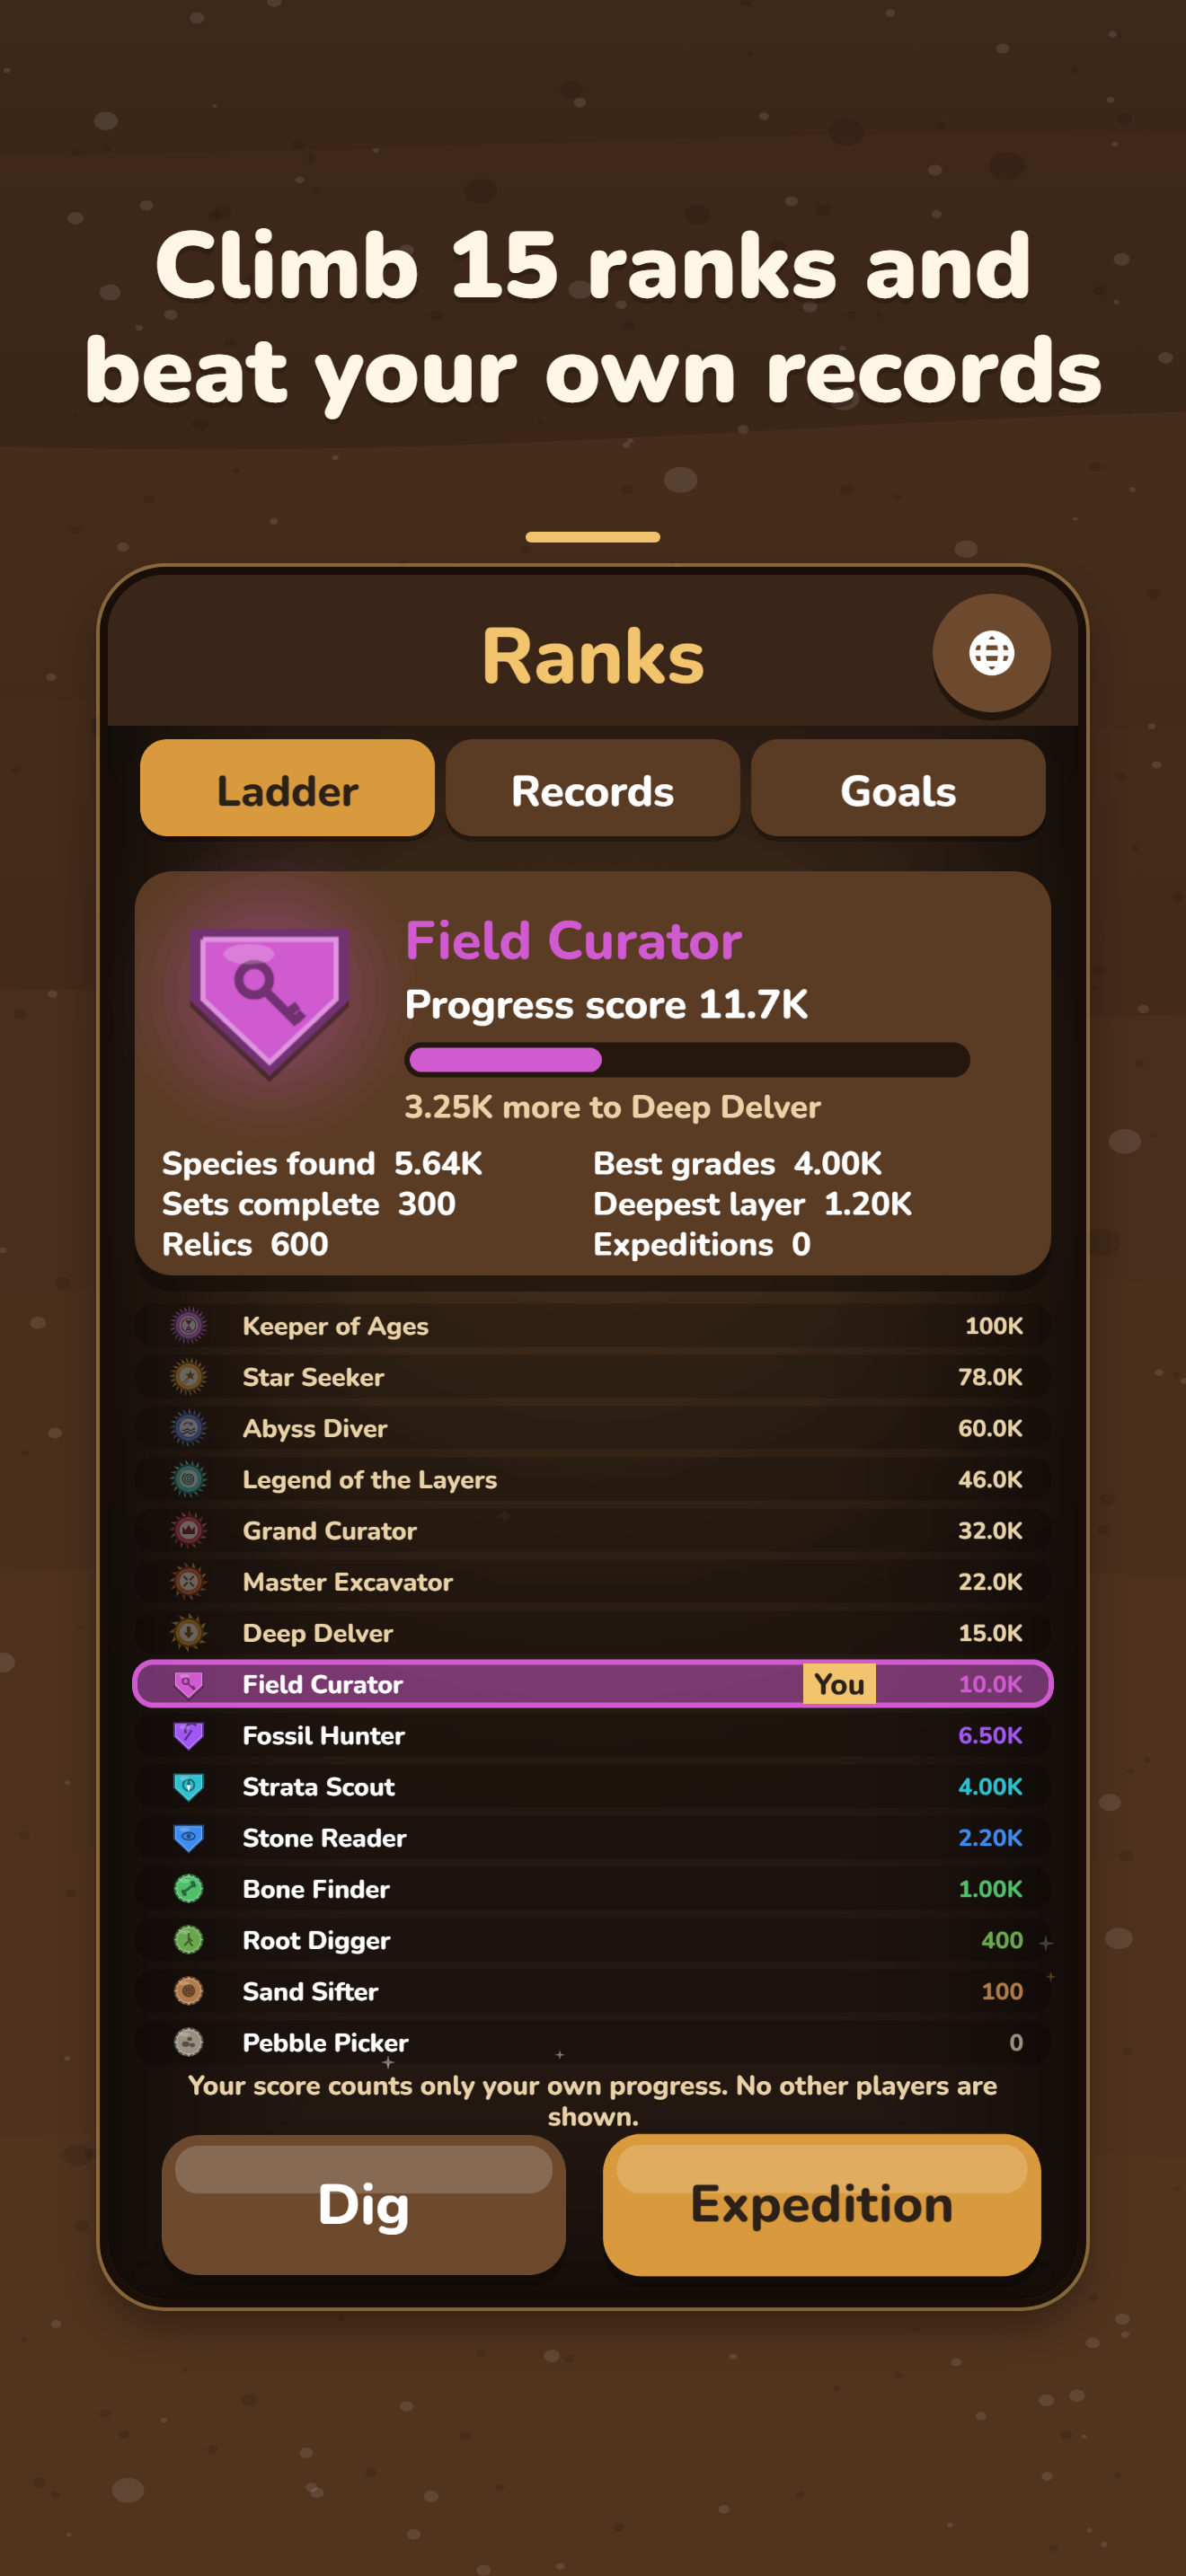 Climb 15 ranks and
beat your own records
Ranks
Ladder Records Goals
Field Curator
Progress score 11.7K
3.25K more to Deep Delver
Species found 5.64K Best grades 4.00K
Sets complete 300 Deepest layer 1.20K
Relics 600 Expeditions 0
Keeper of Ages 100K
Star Seeker 78.0K
Abyss Diver 60.0K
Legend of the Layers 46.0K
Grand Curator 32.0K
Master Excavator 22.0K
Deep Delver 15.0K
Field Curator You 10.0K
Fossil Hunter 6.50K
Strata Scout 4.00K
Stone Reader 2.20K
Bone Finder 1.00K
Root Digger 400
Sand Sifter 100
Pebble Picker 0
Your score counts only your own progress. No other players are
shown.
Dig Expedition